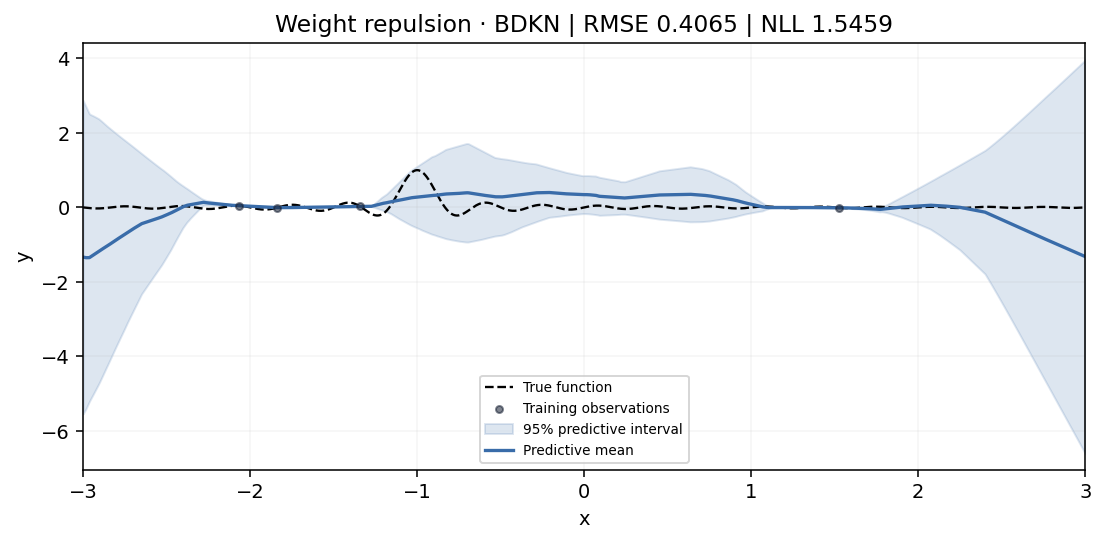 Weight repulsion · BDKN | RMSE 0.4065 | NLL 1.5459
4
2
0
−2
−4
−6
y
True function
Training observations
95% predictive interval
Predictive mean
−3
−2
−1
0
1
2
3
x